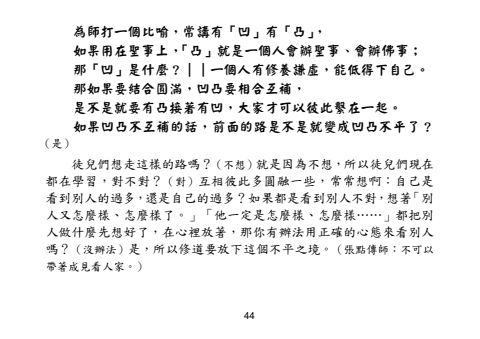 為師打一個比喻，常講有「凹」有「凸」，
如果用在聖事上，「凸」就是一個人會辦聖事、會辦佛事；
那「凹」是什麼？││一個人有修養謙虛，能低得下自己。
那如果要結合圓滿，凹凸要相合互補，
是不是就要有凸接著有凹，大家才可以彼此繫在一起。
如果凹凸不互補的話，前面的路是不是就變成凹凸不平了？
（是）
徒兒們想走這樣的路嗎？（不想）就是因為不想，所以徒兒們現在
都在學習，對不對？（對）互相彼此多圓融一些，常常想啊：自己是
看到別人的過多，還是自己的過多？如果都是看到別人不對，想著「別
人又怎麼樣、怎麼樣了。」「他一定是怎麼樣、怎麼樣……」都把別
人做什麼先想好了，在心裡放著，那你有辦法用正確的心態來看別人
嗎？（沒辦法）是，所以修道要放下這個不平之境。（張點傳師：不可以
帶著成見看人家。）
44